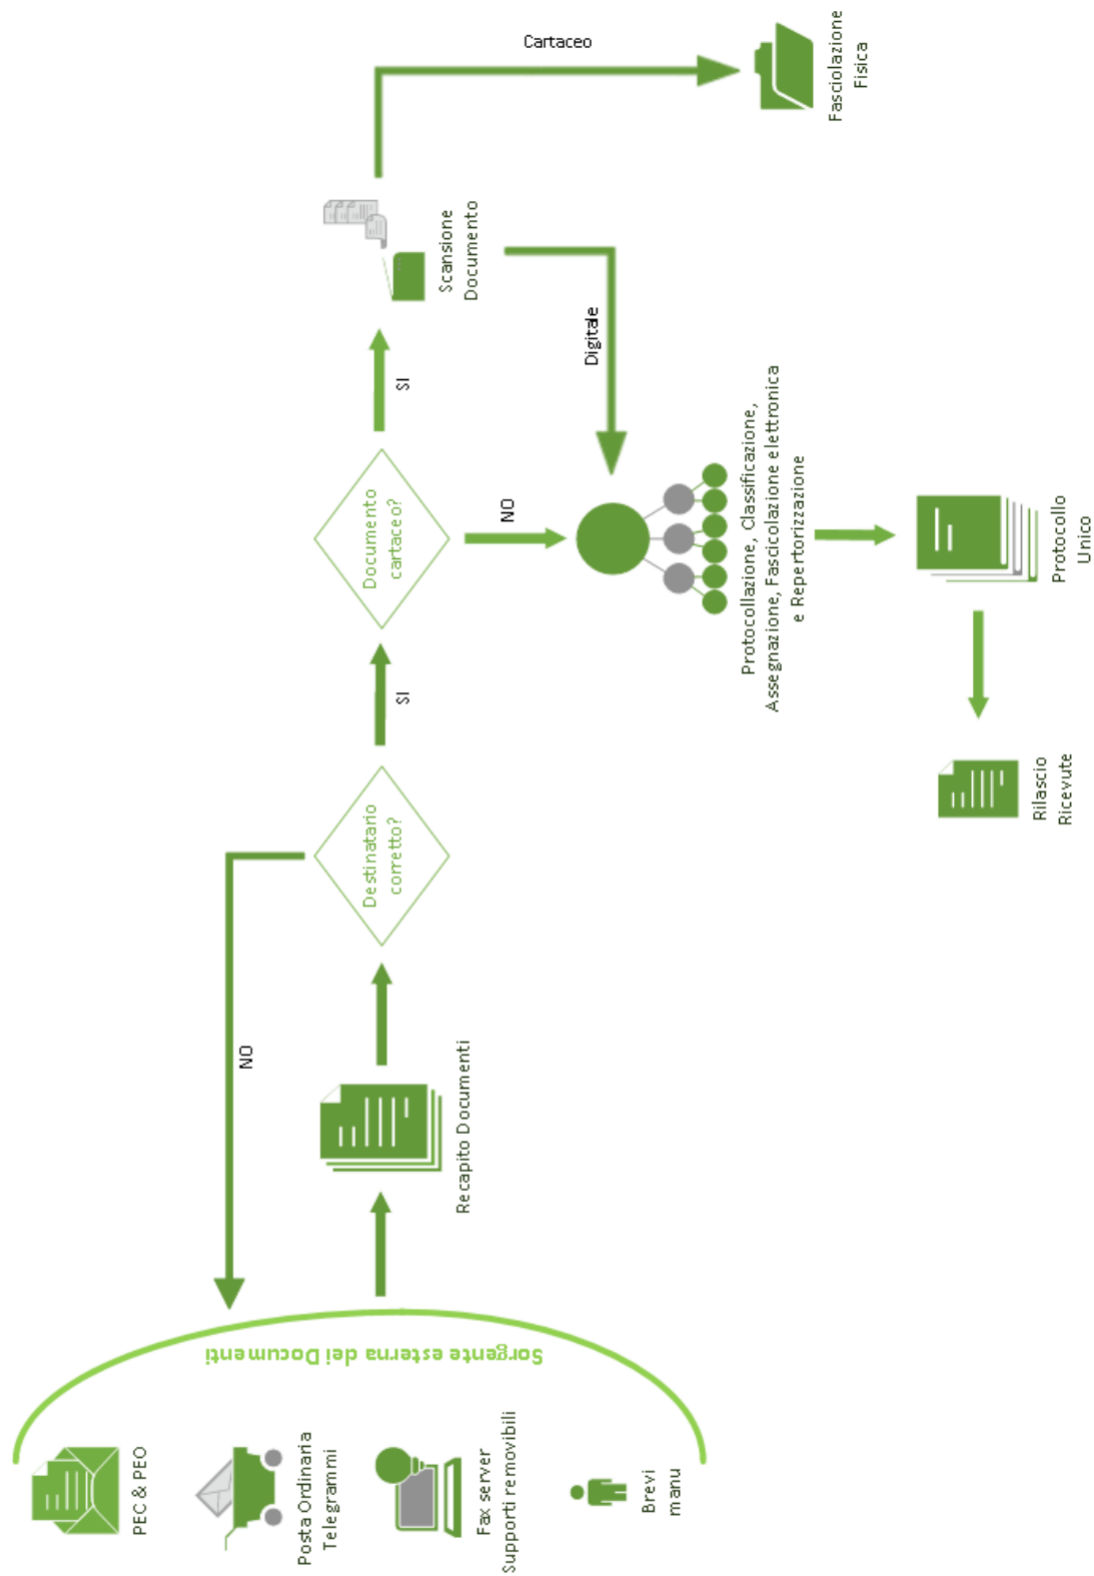 PEC & PEO
Posta Ordinaria
Telegrammi
Fax server
Supporti removibili
Brevi
manu
Sorgente esterna dei Documenti
Recapito Documenti
NO
Destinatario
corretto?
SI
Documento
cartaceo?
SI
NO
Scansione
Documento
Cartaceo
Digitale
Fasciolazione
Fisica
Protocollazione, Classificazione,
Assegnazione, Fascicolazione elettronica
e Repertorizzazione
Protocollo
Unico
Rilascio
Ricevute